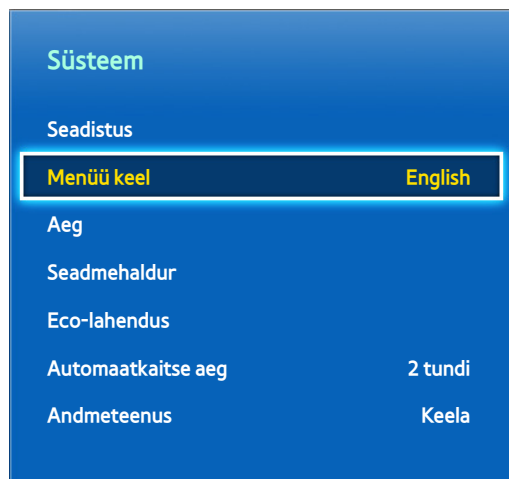 Süsteem
Seadistus
Menüü keel English
Aeg
Seadmehaldur
Eco-lahendus
Automaatkaitse aeg 2 tundi
Andmeteenus Keela